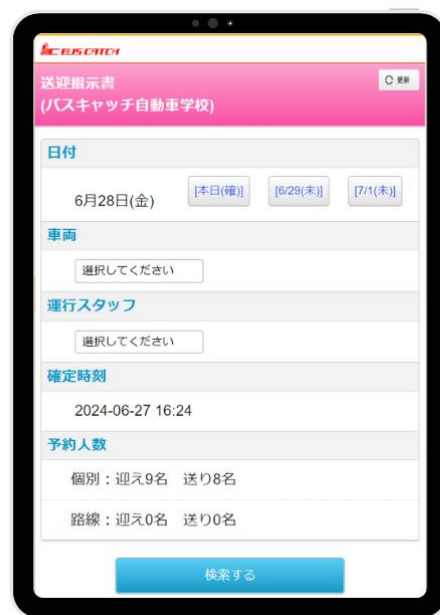 BUS CATCH
送迎指示書
更新
(バスキャッチ自動車学校)
日付
6月28日(金) [本日(確)] [6/29(未)] [7/1(未)]
車両
選択してください
運行スタッフ
選択してください
確定時刻
2024-06-27 16:24
予約人数
個別：迎え9名 送り8名
路線：迎え0名 送り0名
検索する